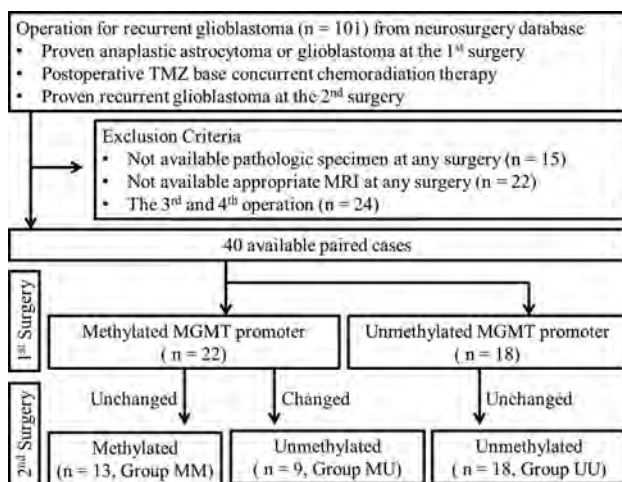 Operation for recurrent glioblastoma (n = 101) from neurosurgery database
• Proven anaplastic astrocytoma or glioblastoma at the 1st surgery
• Postoperative TMZ base concurrent chemoradiation therapy
• Proven recurrent glioblastoma at the 2nd surgery
Exclusion Criteria
• Not available pathologic specimen at any surgery (n = 15)
• Not available appropriate MRI at any surgery (n = 22)
• The 3rd and 4th operation (n = 24)
40 available paired cases
1st Surgery
Methylated MGMT promoter
( n = 22)
Unmethylated MGMT promoter
( n = 18)
Unchanged
Changed
Unchanged
2nd Surgery
Methylated
(n = 13, Group MM)
Unmethylated
( n = 9, Group MU)
Unmethylated
( n = 18, Group UU)